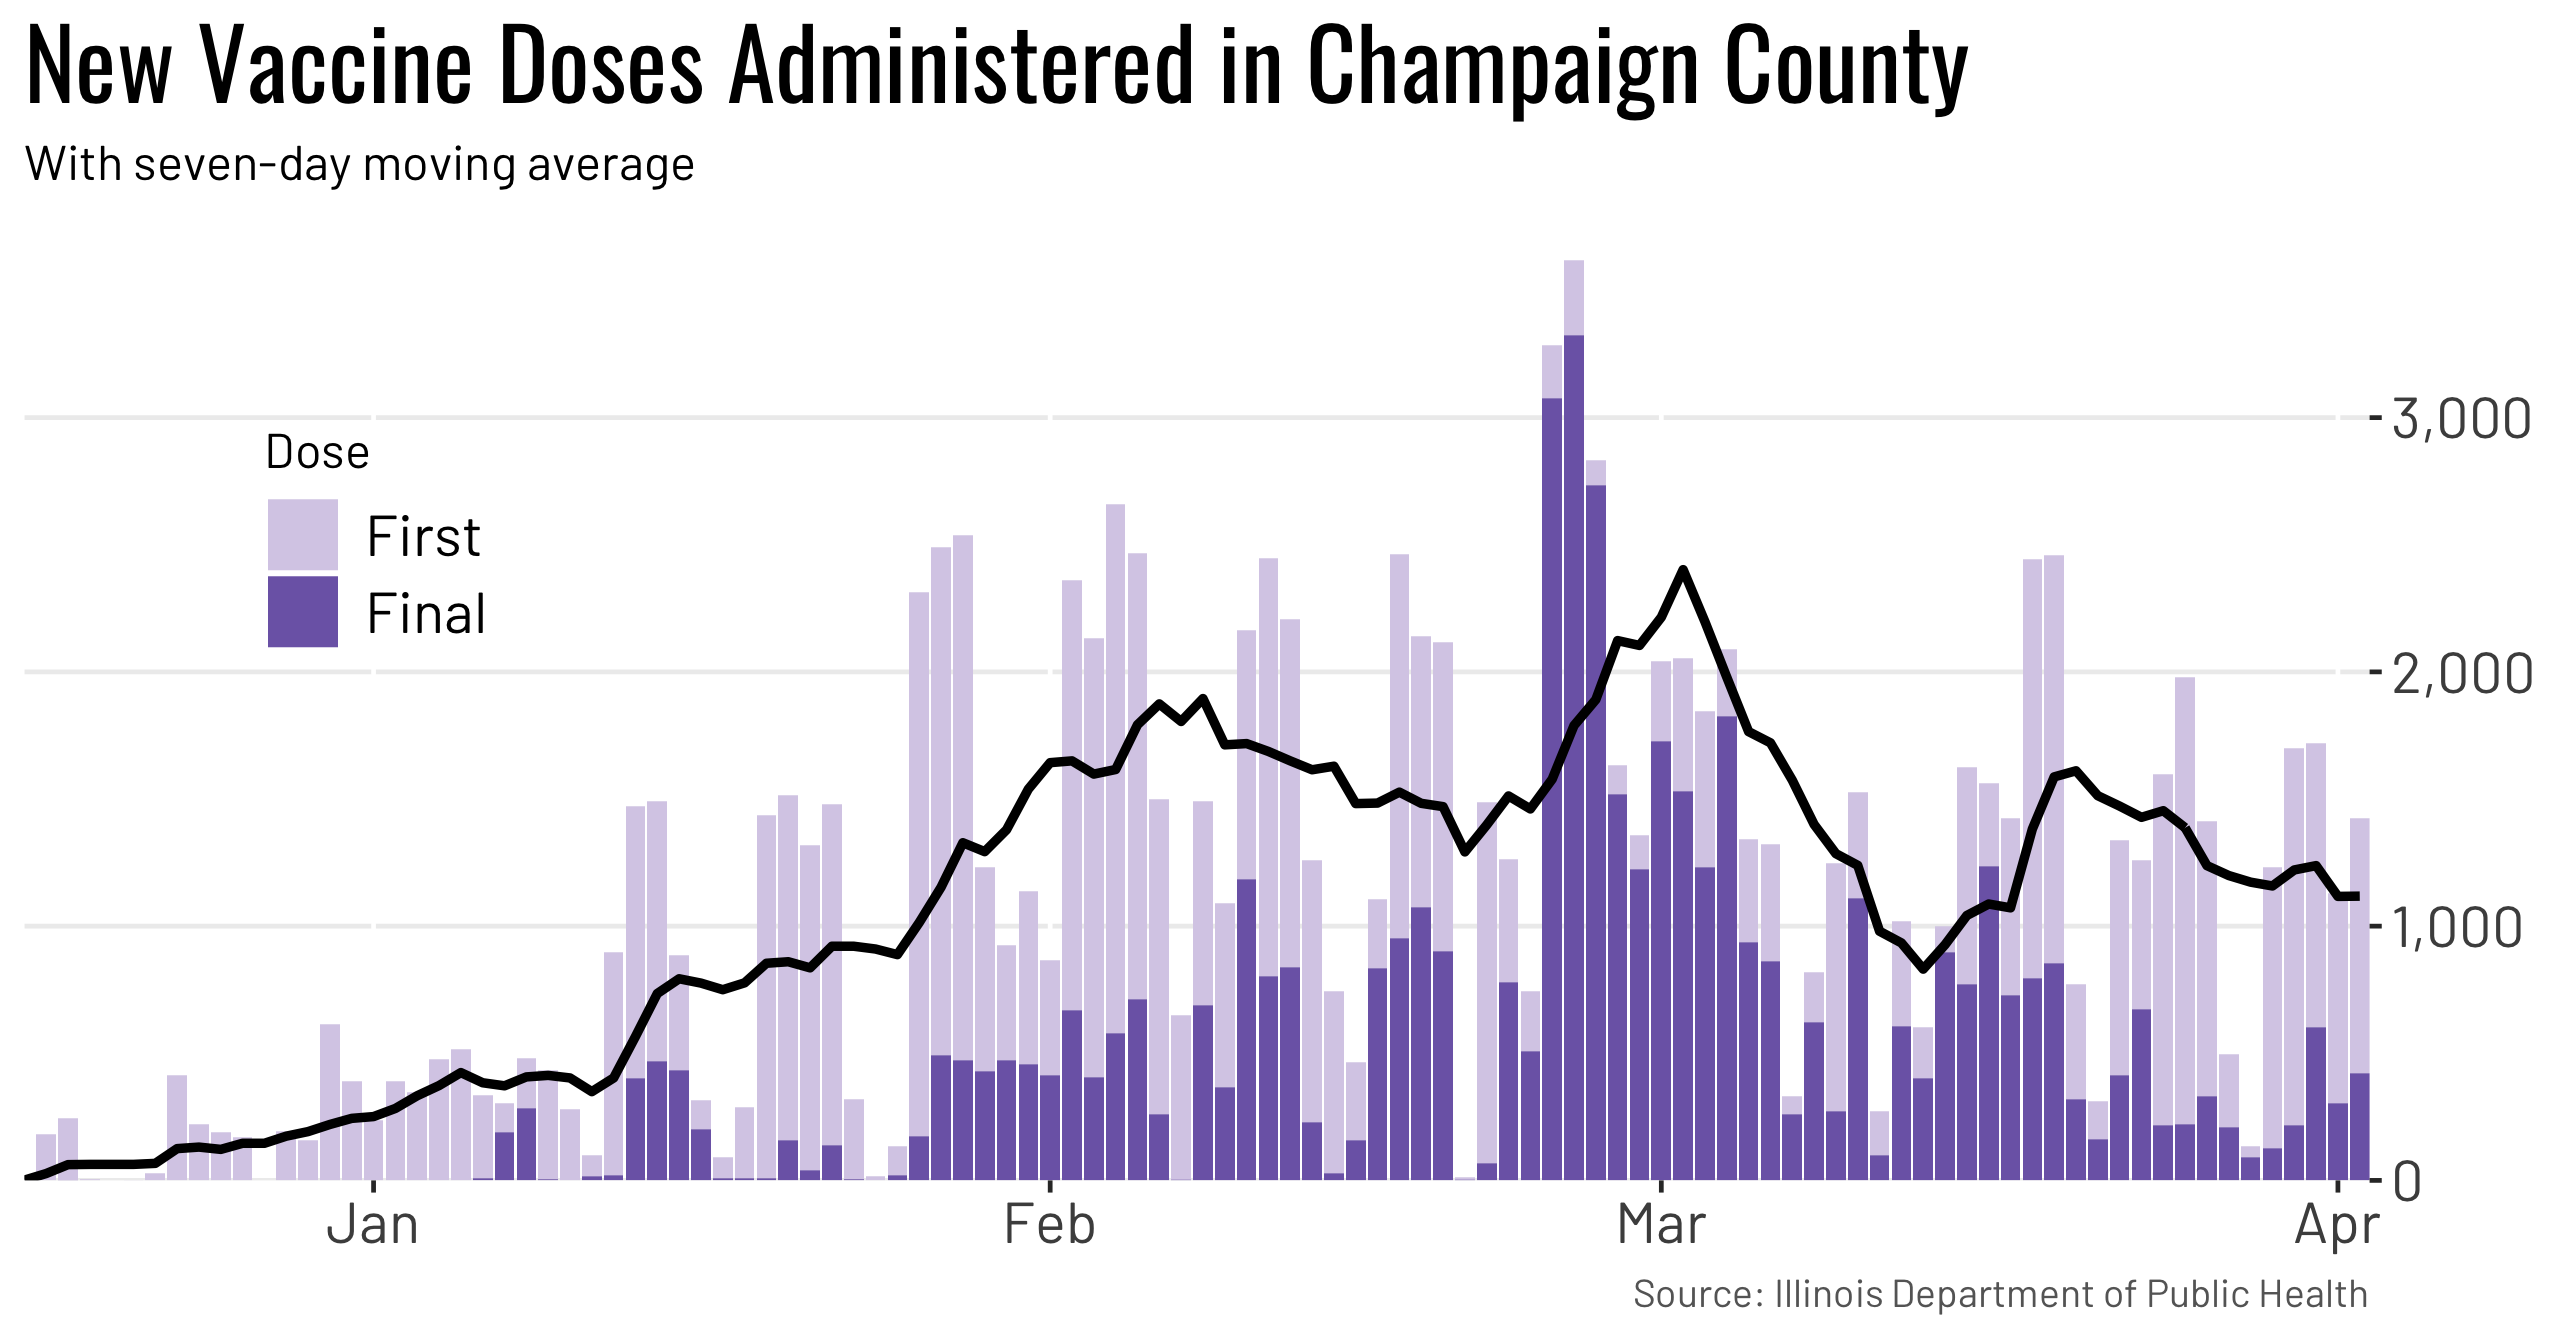 New Vaccine Doses Administered in Champaign County
With seven-day moving average
3,000
Dose
First
Final
2,000
1,000
0
Jan Feb Mar Apr
Source: Illinois Department of Public Health